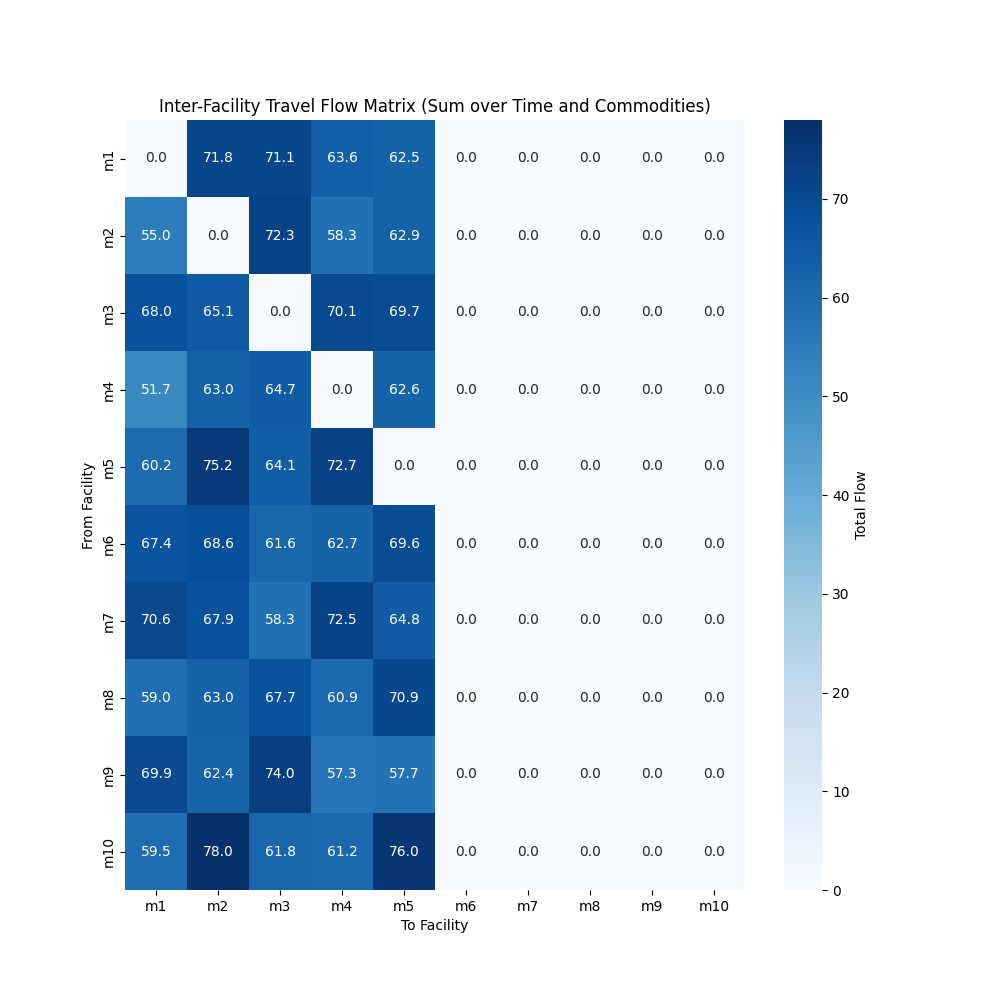 Inter-Facility Travel Flow Matrix (Sum over Time and Commodities)
m1 0.0 71.8 71.1 63.6 62.5 0.0 0.0 0.0 0.0 0.0
m2 55.0 0.0 72.3 58.3 62.9 0.0 0.0 0.0 0.0 0.0
m3 68.0 65.1 0.0 70.1 69.7 0.0 0.0 0.0 0.0 0.0
m4 51.7 63.0 64.7 0.0 62.6 0.0 0.0 0.0 0.0 0.0
m5 60.2 75.2 64.1 72.7 0.0 0.0 0.0 0.0 0.0 0.0
m6 67.4 68.6 61.6 62.7 69.6 0.0 0.0 0.0 0.0 0.0
m7 70.6 67.9 58.3 72.5 64.8 0.0 0.0 0.0 0.0 0.0
m8 59.0 63.0 67.7 60.9 70.9 0.0 0.0 0.0 0.0 0.0
m9 69.9 62.4 74.0 57.3 57.7 0.0 0.0 0.0 0.0 0.0
m10 59.5 78.0 61.8 61.2 76.0 0.0 0.0 0.0 0.0 0.0
m1 m2 m3 m4 m5 m6 m7 m8 m9 m10
To Facility
From Facility
70
60
50
40
30
20
10
0
Total Flow